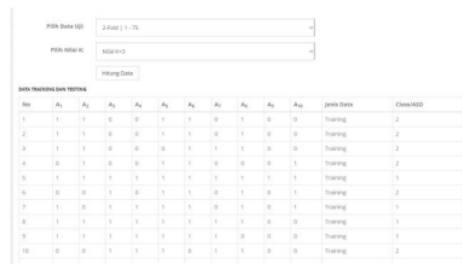 Pilih Data Uji: 2-Fold | 1 - 75
Pilih Nilai K: Nilai K=3
Hitung Data
DATA TRAINING DAN TESTING
No A1 A2 A3 A4 A5 A6 A7 A8 A9 A10 Jenis Data Class/ASD
1 1 1 0 0 1 1 0 1 0 0 Training 2
2 1 1 0 0 1 1 0 1 0 0 Training 2
3 1 1 0 0 0 1 1 1 0 0 Training 2
4 0 1 0 0 1 1 0 0 0 1 Training 2
5 1 1 1 1 1 1 1 1 1 1 Training 1
6 0 0 1 0 1 1 0 1 0 1 Training 2
7 1 0 1 1 1 1 0 1 0 1 Training 1
8 1 1 1 1 1 1 1 1 0 0 Training 1
9 1 1 1 1 1 1 1 0 0 0 Training 1
10 0 0 1 1 1 0 1 1 0 0 Training 2